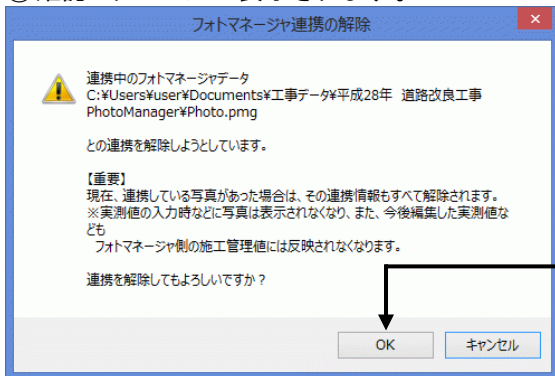 フォトマネージャ連携の解除
連携中のフォトマネージャデータ
C:¥Users¥user¥Documents¥工事データ¥平成28年 道路改良工事
PhotoManager¥Photo.pmg
との連携を解除しようとしています。
【重要】
現在、連携している写真があった場合は、その連携情報もすべて解除されます。
※実測値の入力時などに写真は表示されなくなり、また、今後編集した実測値な
ども
フォトマネージャ側の施工管理値には反映されなくなります。
連携を解除してもよろしいですか?
OK
キャンセル